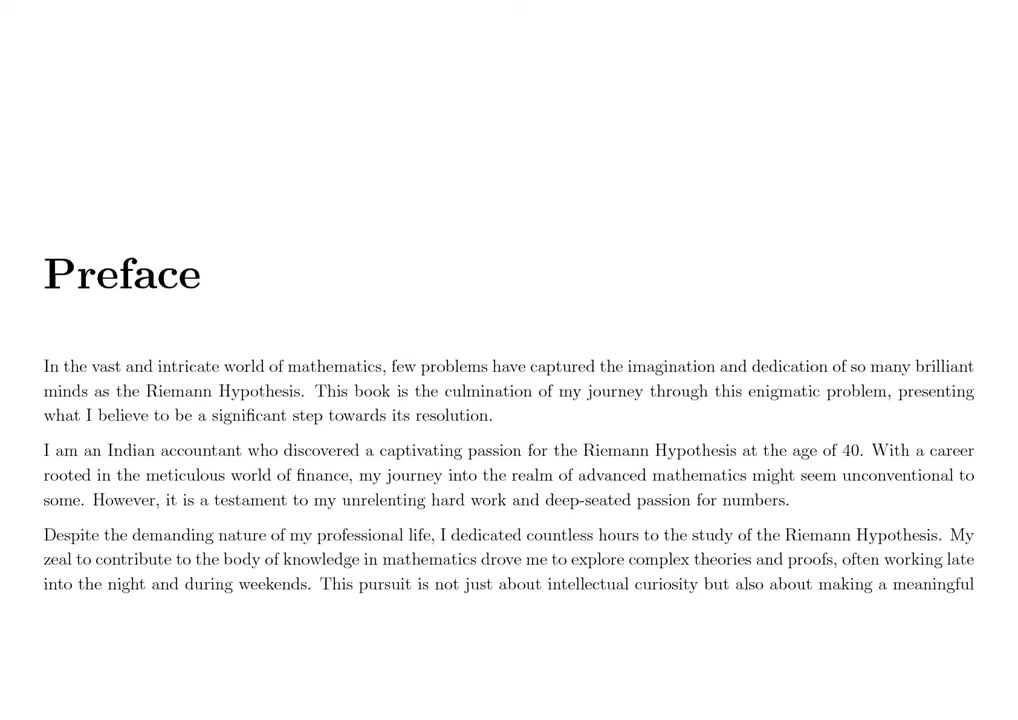 Preface
In the vast and intricate world of mathematics, few problems have captured the imagination and dedication of so many brilliant
minds as the Riemann Hypothesis. This book is the culmination of my journey through this enigmatic problem, presenting
what I believe to be a significant step towards its resolution.
I am an Indian accountant who discovered a captivating passion for the Riemann Hypothesis at the age of 40. With a career
rooted in the meticulous world of finance, my journey into the realm of advanced mathematics might seem unconventional to
some. However, it is a testament to my unrelenting hard work and deep-seated passion for numbers.
Despite the demanding nature of my professional life, I dedicated countless hours to the study of the Riemann Hypothesis. My
zeal to contribute to the body of knowledge in mathematics drove me to explore complex theories and proofs, often working late
into the night and during weekends. This pursuit is not just about intellectual curiosity but also about making a meaningful